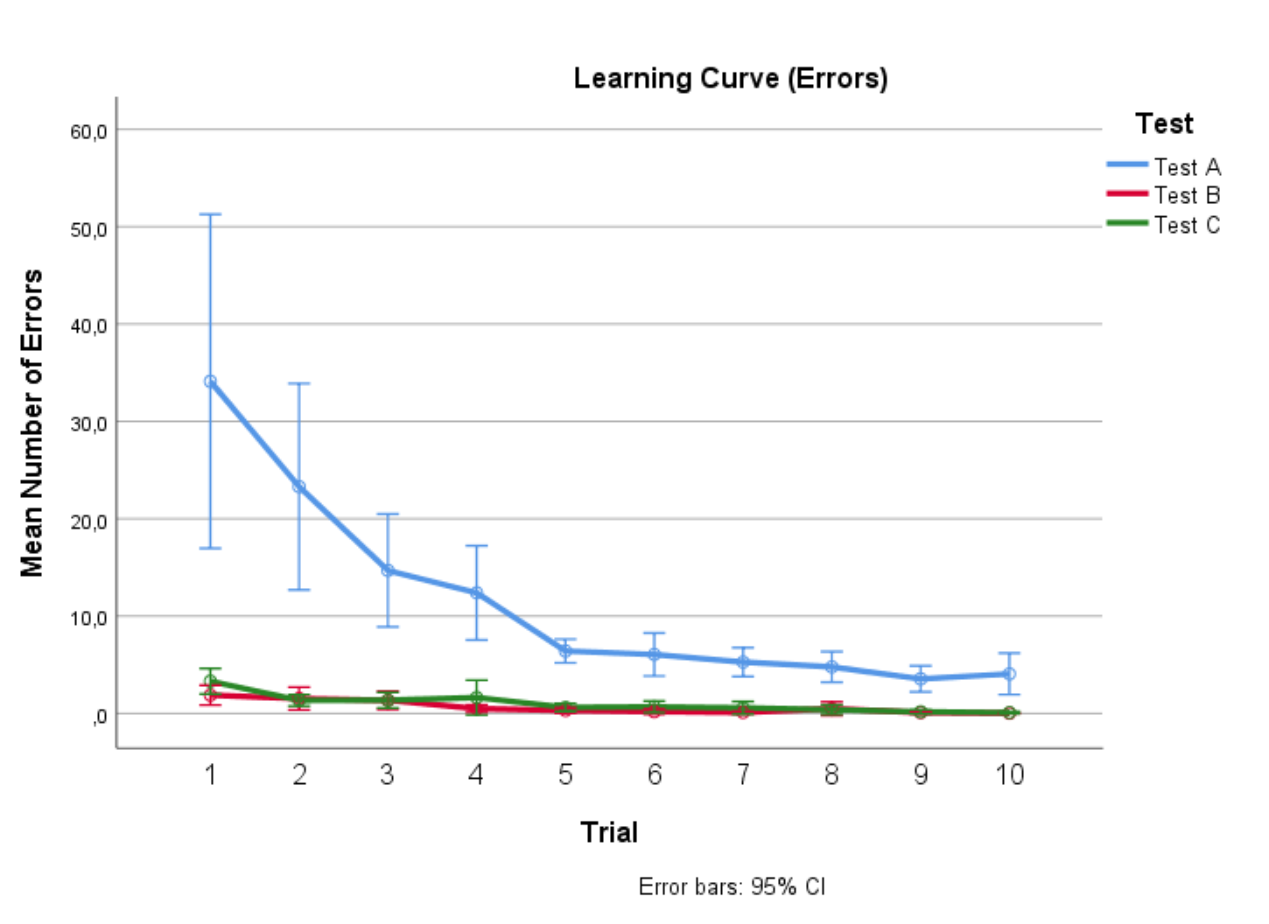 Learning Curve (Errors)
Test
Test A
Test B
Test C
Mean Number of Errors
60,0
50,0
40,0
30,0
20,0
10,0
,0
1 2 3 4 5 6 7 8 9 10
Trial
Error bars: 95% CI